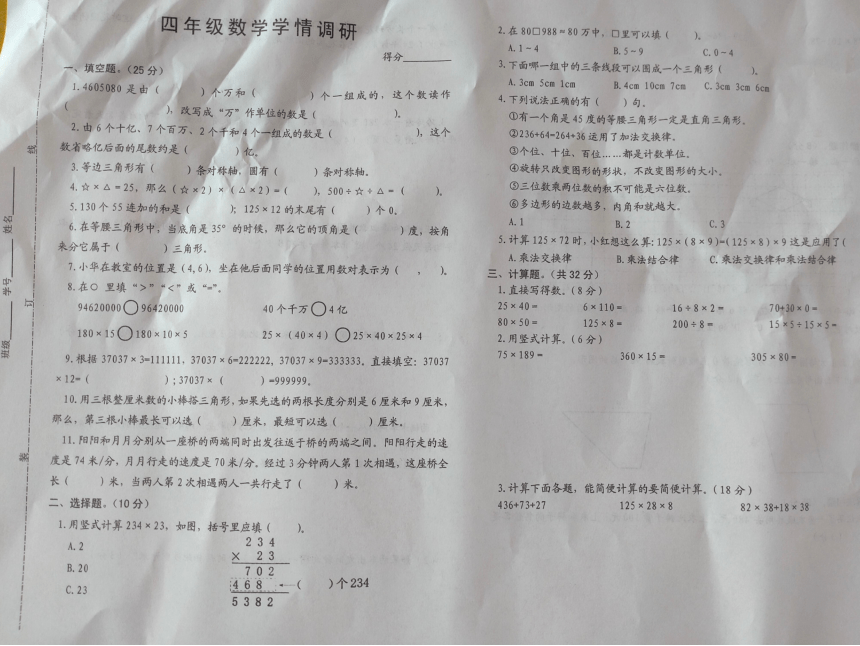 四年级数学学情调研
得分
一、填空题。(25分)
1.4605080 是由（ ）个万和（ ）个一组成的，这个数读作
（ ），改写成“万”作单位的数是（ ）。
2.由6个十亿、7个百万、2个千和4个一组成的数是（ ），这个
数省略亿后面的尾数约是（ ）亿。
3.等边三角形有（ ）条对称轴，圆有（ ）条对称轴。
4.☆×△=25，那么（☆×2）×（△×2）=（ ），500÷☆÷△=（ ）。
5.130个55连加的和是（ ）；125×12的末尾有（ ）个0。
6.在等腰三角形中，当底角是35°的时候，那么它的顶角是（ ）度，按角
来分它属于（ ）三角形。
7.小华在教室的位置是（4,6），坐在他后面同学的位置用数对表示为（ ， ）。
8.在○ 里填“>”“<”或“=”。
94620000○96420000 40个千万○4亿
180×15○180×10×5 25×（40×4）○25×40×25×4
9.根据 37037×3=111111，37037×6=222222，37037×9=333333。直接填空：37037
×12=（ ）；37037×（ ）=999999。
10.用三根整厘米数的小棒搭三角形，如果先选的两根长度分别是6厘米和9厘米，
那么，第三根小棒最长可以选（ ）厘米，最短可以选（ ）厘米。
11.阳阳和月月分别从一座桥的两端同时出发往返于桥的两端之间。阳阳行走的速
度是74米/分，月月行走的速度是70米/分。经过3分钟两人第1次相遇，这座桥全
长（ ）米，当两人第2次相遇两人一共行走了（ ）米。
二、选择题。(10分)
1.用竖式计算234×23，如图，括号里应填（ ）。
A.2
B.20
C.23
2 3 4
× 2 3
7 0 2
4 6 8 ←（ ）个234
5 3 8 2
2.在80□988≈80万中，□里可以填（ ）。
A.1~4 B.5~9 C.0~4
3.下面哪一组中的三条线段可以围成一个三角形（ ）。
A.3cm 5cm 1cm B.4cm 10cm 7cm C.3cm 3cm 6cm
4.下列说法正确的有（ ）句。
①有一个角是45度的等腰三角形一定是直角三角形。
②236+64=264+36运用了加法交换律。
③个位、十位、百位……都是计数单位。
④旋转只改变图形的形状，不改变图形的大小。
⑤三位数乘两位数的积不可能是六位数。
⑥多边形的边数越多，内角和就越大。
A.1 B.2 C.3
5.计算125×72时，小红想这么算：125×（8×9）=（125×8）×9这是应用了（
A.乘法交换律 B.乘法结合律 C.乘法交换律和乘法结合律
三、计算题。（共32分）
1.直接写得数。（8分）
25×40= 6×110= 16÷8×2= 70+30×0=
80×50= 125×8= 200÷8= 15×5÷15×5=
2.用竖式计算。（6分）
75×189= 360×15= 305×80=
3.计算下面各题，能简便计算的要简便计算。（18分）
436+73+27 125×28×8 82×38+18×38
班级 学号 姓名
装 订 线